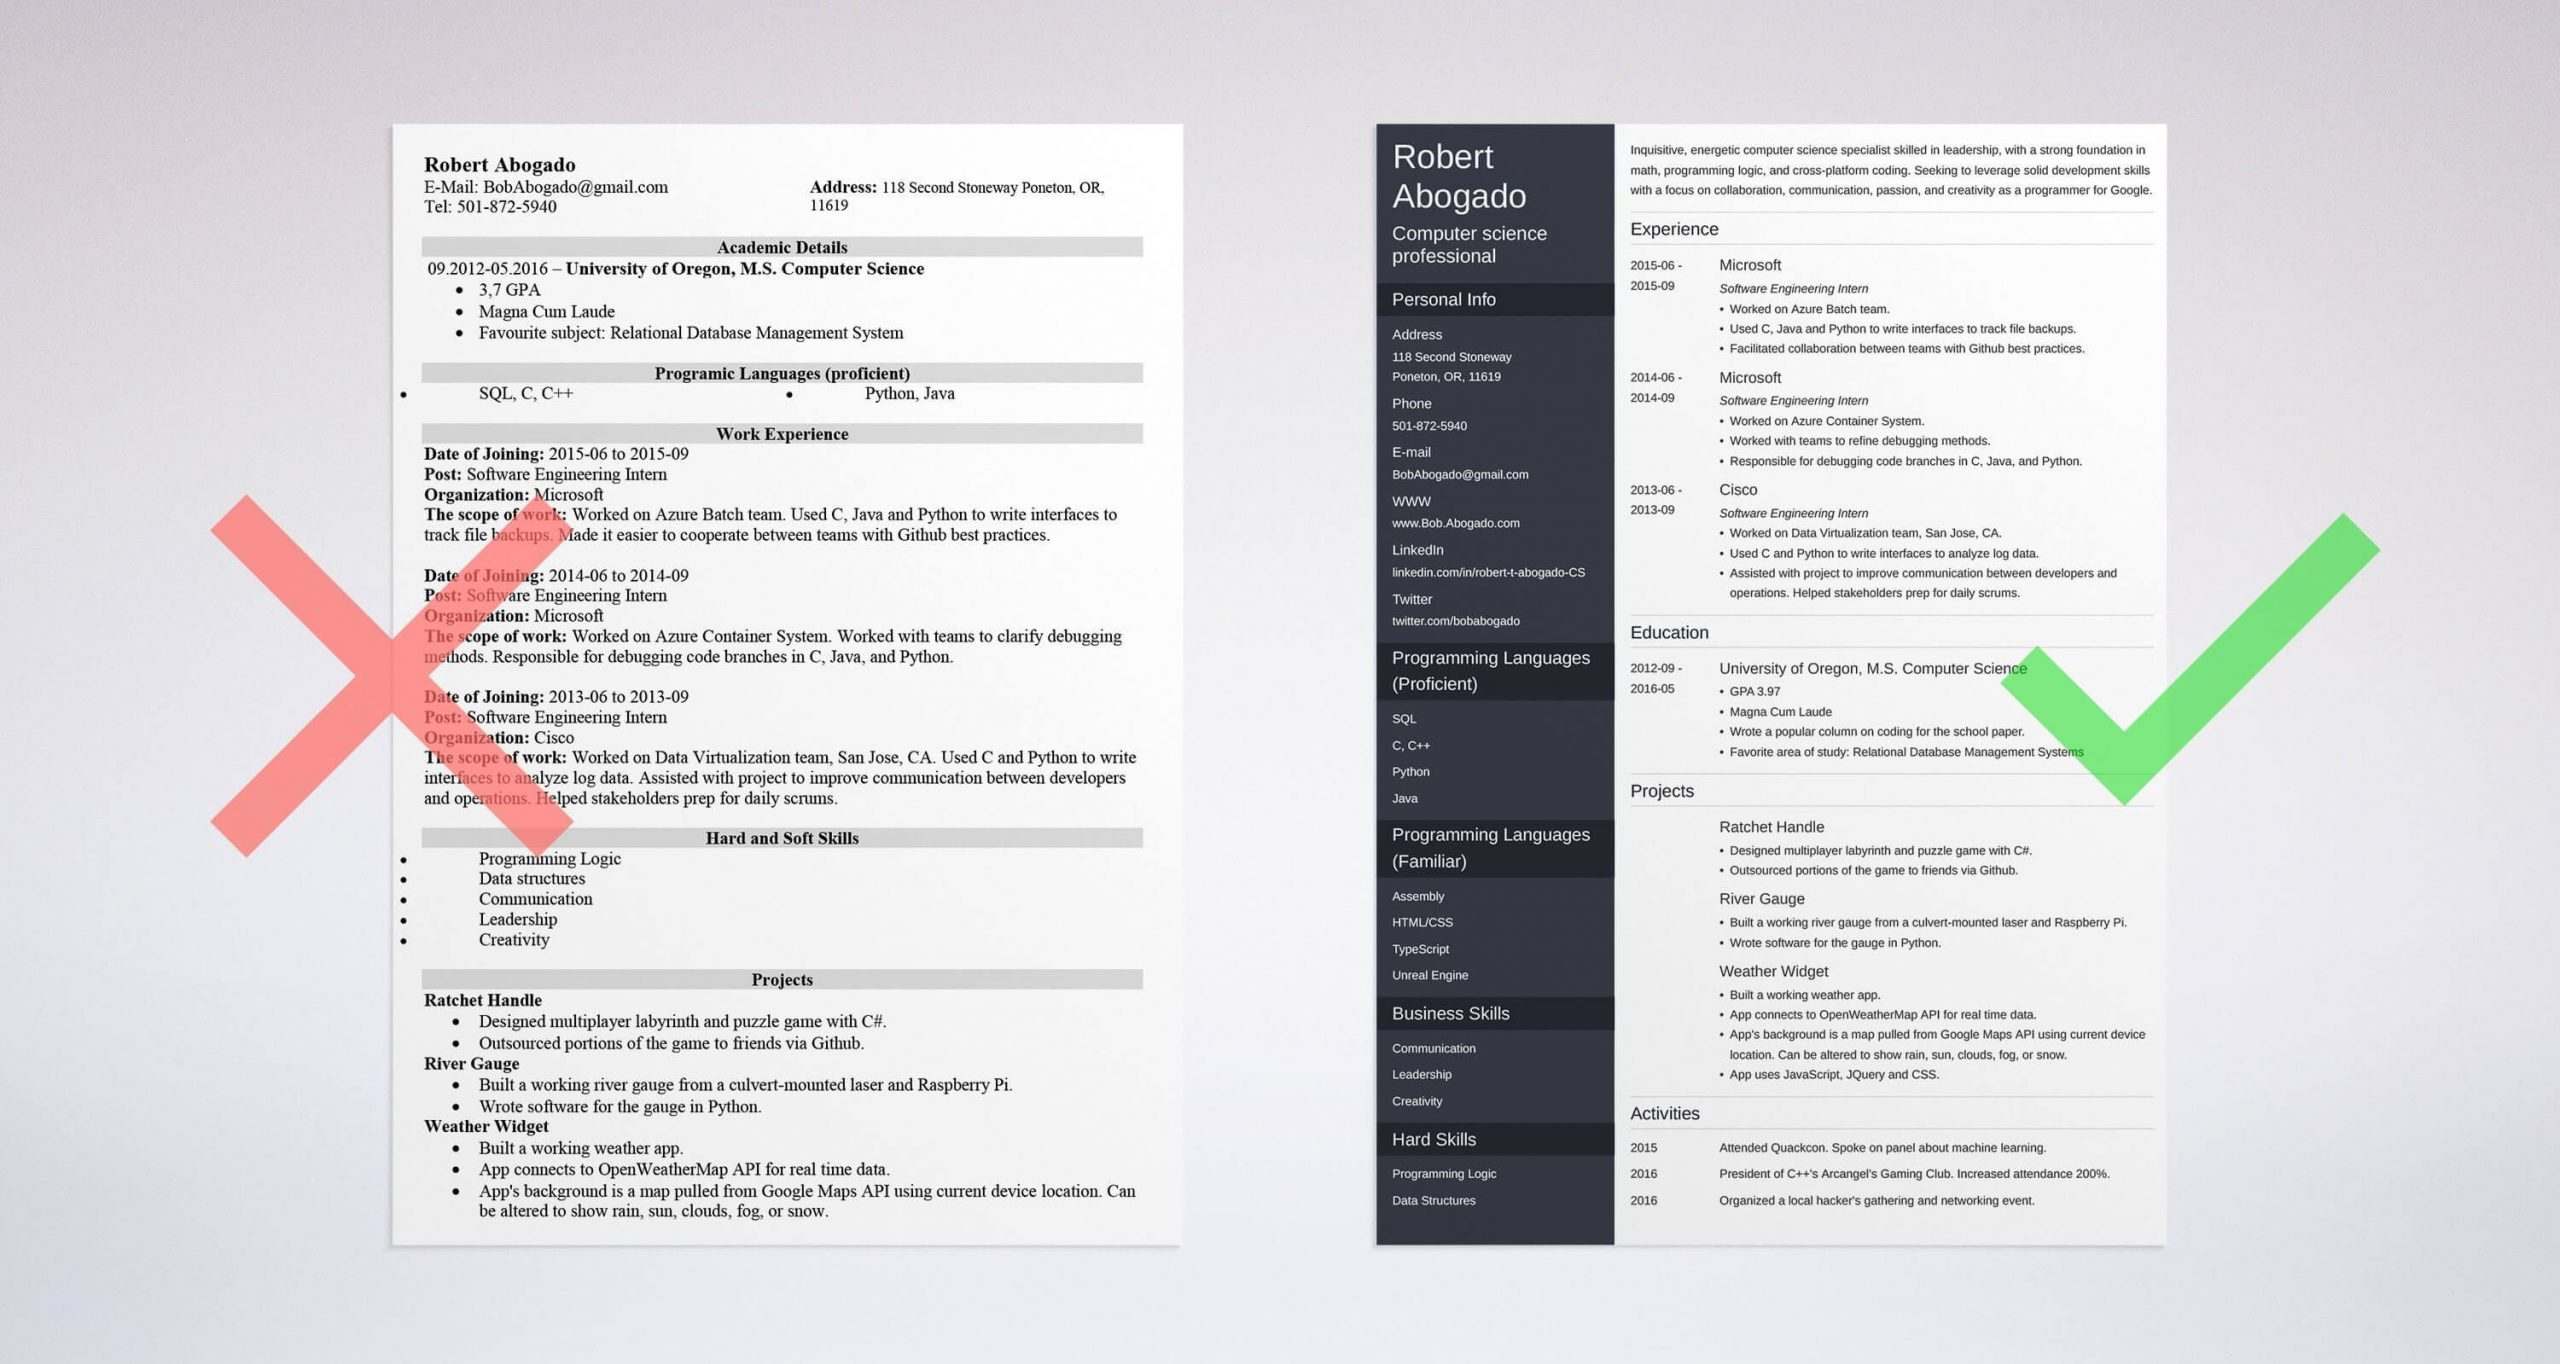 Robert Abogado
E-Mail: BobAbogado@gmail.com
Tel: 501-872-5940
Address: 118 Second Stoneway Poneton, OR,
11619
Academic Details
09.2012-05.2016 – University of Oregon, M.S. Computer Science
• 3,7 GPA
• Magna Cum Laude
• Favourite subject: Relational Database Management System
Programic Languages (proficient)
• SQL, C, C++ • Python, Java
Work Experience
Date of Joining: 2015-06 to 2015-09
Post: Software Engineering Intern
Organization: Microsoft
The scope of work: Worked on Azure Batch team. Used C, Java and Python to write interfaces to
track file backups. Made it easier to cooperate between teams with Github best practices.
Date of Joining: 2014-06 to 2014-09
Post: Software Engineering Intern
Organization: Microsoft
The scope of work: Worked on Azure Container System. Worked with teams to clarify debugging
methods. Responsible for debugging code branches in C, Java, and Python.
Date of Joining: 2013-06 to 2013-09
Post: Software Engineering Intern
Organization: Cisco
The scope of work: Worked on Data Virtualization team, San Jose, CA. Used C and Python to write
interfaces to analyze log data. Assisted with project to improve communication between developers
and operations. Helped stakeholders prep for daily scrums.
Hard and Soft Skills
• Programming Logic
• Data structures
• Communication
• Leadership
• Creativity
Projects
Ratchet Handle
• Designed multiplayer labyrinth and puzzle game with C#.
• Outsourced portions of the game to friends via Github.
River Gauge
• Built a working river gauge from a culvert-mounted laser and Raspberry Pi.
• Wrote software for the gauge in Python.
Weather Widget
• Built a working weather app.
• App connects to OpenWeatherMap API for real time data.
• App's background is a map pulled from Google Maps API using current device location. Can
be altered to show rain, sun, clouds, fog, or snow.
Robert
Abogado
Computer science
professional
Personal Info
Address
118 Second Stoneway
Poneton, OR, 11619
Phone
501-872-5940
E-mail
BobAbogado@gmail.com
WWW
www.Bob.Abogado.com
LinkedIn
linkedin.com/in/robert-t-abogado-CS
Twitter
twitter.com/bobabogado
Programming Languages
(Proficient)
SQL
C, C++
Python
Java
Programming Languages
(Familiar)
Assembly
HTML/CSS
TypeScript
Unreal Engine
Business Skills
Communication
Leadership
Creativity
Hard Skills
Programming Logic
Data Structures
Inquisitive, energetic computer science specialist skilled in leadership, with a strong foundation in
math, programming logic, and cross-platform coding. Seeking to leverage solid development skills
with a focus on collaboration, communication, passion, and creativity as a programmer for Google.
Experience
2015-06 - Microsoft
2015-09 Software Engineering Intern
• Worked on Azure Batch team.
• Used C, Java and Python to write interfaces to track file backups.
• Facilitated collaboration between teams with Github best practices.
2014-06 - Microsoft
2014-09 Software Engineering Intern
• Worked on Azure Container System.
• Worked with teams to refine debugging methods.
• Responsible for debugging code branches in C, Java, and Python.
2013-06 - Cisco
2013-09 Software Engineering Intern
• Worked on Data Virtualization team, San Jose, CA.
• Used C and Python to write interfaces to analyze log data.
• Assisted with project to improve communication between developers and
operations. Helped stakeholders prep for daily scrums.
Education
2012-09 - University of Oregon, M.S. Computer Science
2016-05 • GPA 3.97
• Magna Cum Laude
• Wrote a popular column on coding for the school paper.
• Favorite area of study: Relational Database Management Systems
Projects
Ratchet Handle
• Designed multiplayer labyrinth and puzzle game with C#.
• Outsourced portions of the game to friends via Github.
River Gauge
• Built a working river gauge from a culvert-mounted laser and Raspberry Pi.
• Wrote software for the gauge in Python.
Weather Widget
• Built a working weather app.
• App connects to OpenWeatherMap API for real time data.
• App's background is a map pulled from Google Maps API using current device
location. Can be altered to show rain, sun, clouds, fog, or snow.
• App uses JavaScript, JQuery and CSS.
Activities
2015 Attended Quackcon. Spoke on panel about machine learning.
2016 President of C++'s Arcangel's Gaming Club. Increased attendance 200%.
2016 Organized a local hacker's gathering and networking event.